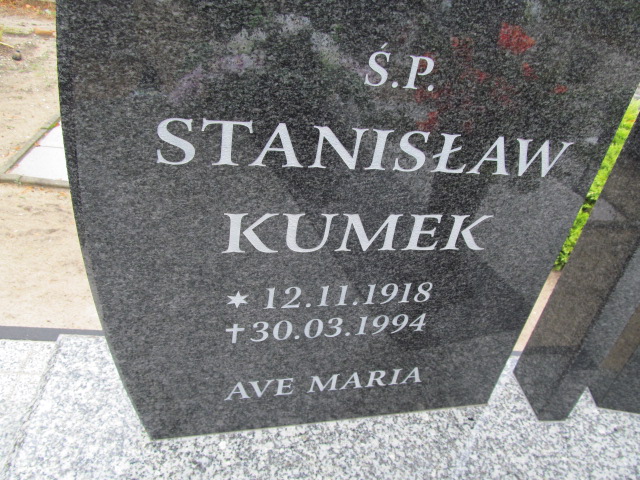 Ś.P.
STANISŁAW
KUMEK
★ 12.11.1918
✝ 30.03.1994
AVE MARIA